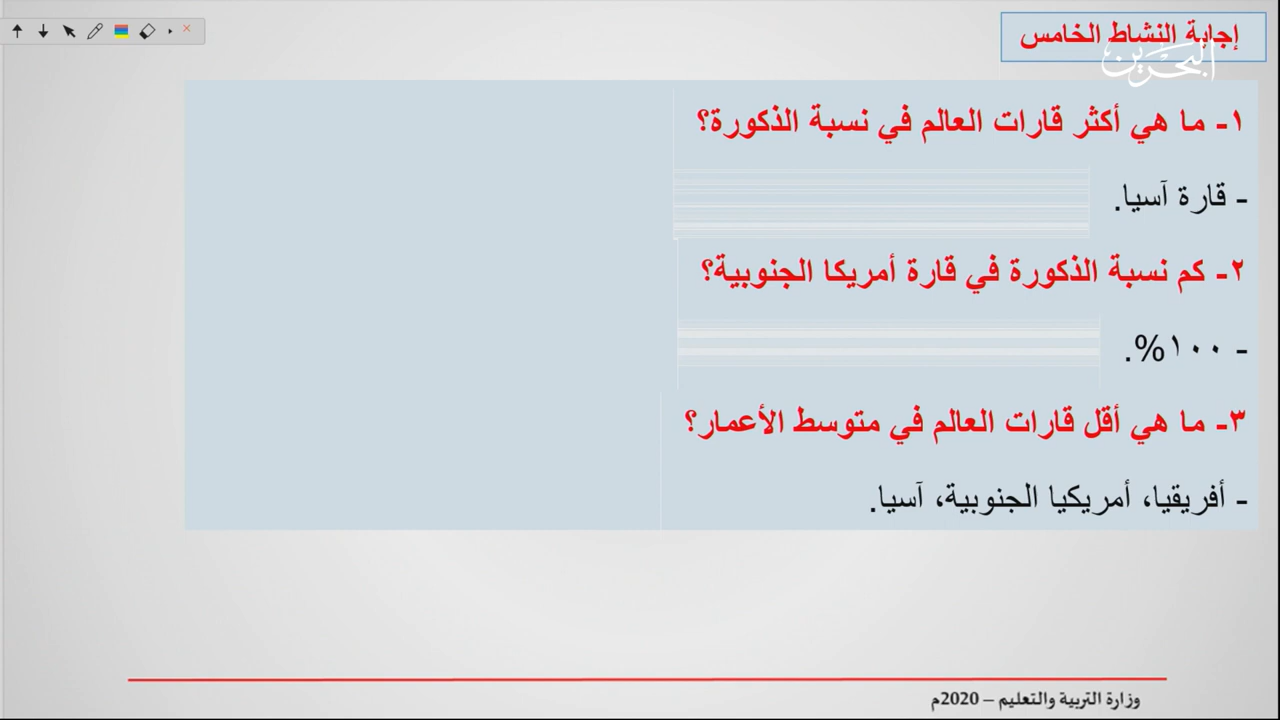 إجابة النشاط الخامس
البحرين
١- ما هي أكثر قارات العالم في نسبة الذكورة؟
- قارة آسيا.
٢- كم نسبة الذكورة في قارة أمريكا الجنوبية؟
- ١٠٠%.
٣- ما هي أقل قارات العالم في متوسط الأعمار؟
- أفريقيا، أمريكيا الجنوبية، آسيا.
وزارة التربية والتعليم – 2020م